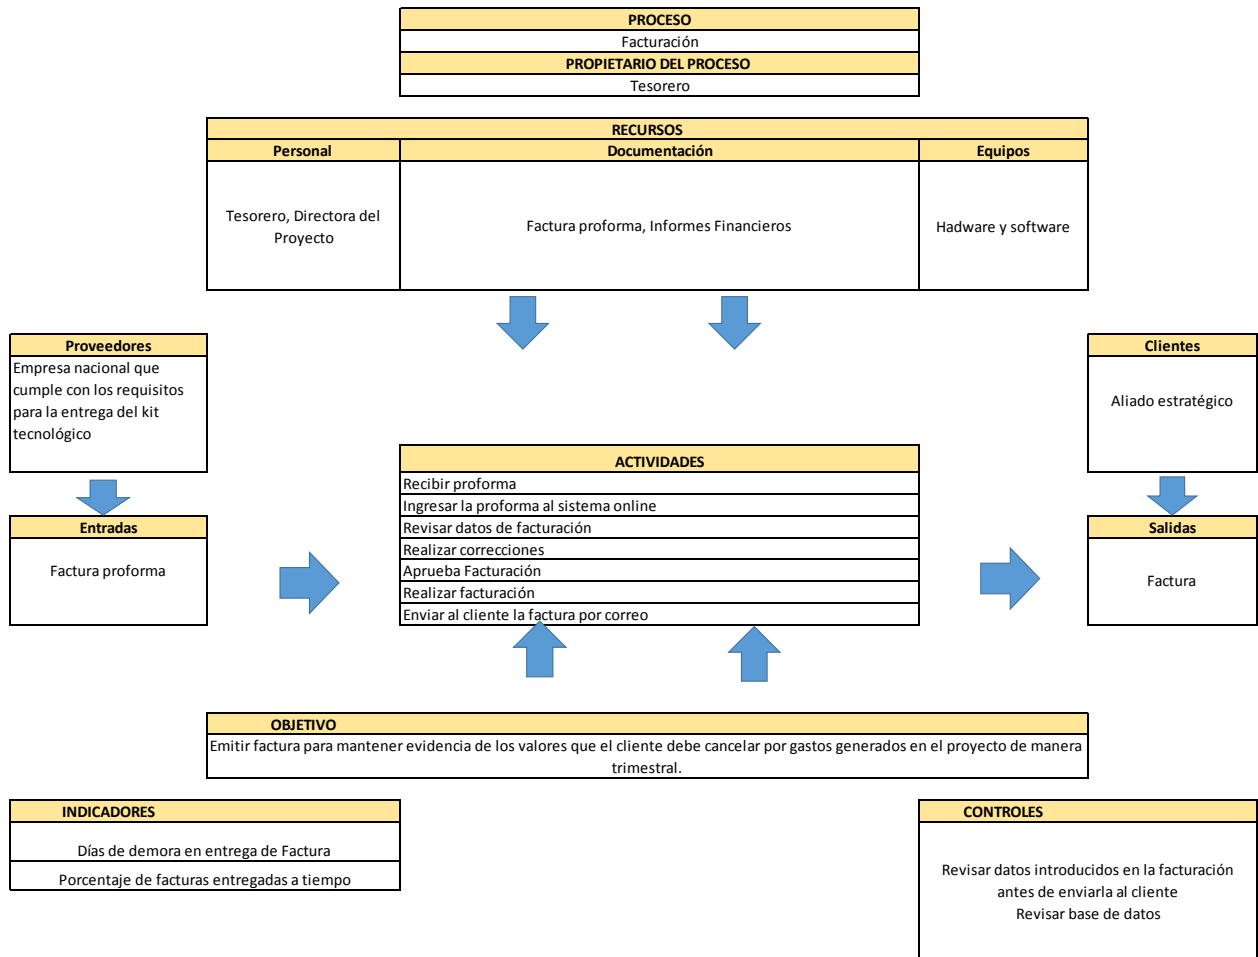 PROCESO
Facturación
PROPIETARIO DEL PROCESO
Tesorero
RECURSOS
Personal
Documentación
Equipos
Tesorero, Directora del
Proyecto
Factura proforma, Informes Financieros
Hadware y software
Proveedores
Empresa nacional que
cumple con los requisitos
para la entrega del kit
tecnológico
Clientes
Aliado estratégico
Entradas
Factura proforma
ACTIVIDADES
Recibir proforma
Ingresar la proforma al sistema online
Revisar datos de facturación
Realizar correcciones
Aprueba Facturación
Realizar facturación
Enviar al cliente la factura por correo
Salidas
Factura
OBJETIVO
Emitir factura para mantener evidencia de los valores que el cliente debe cancelar por gastos generados en el proyecto de manera
trimestral.
INDICADORES
Días de demora en entrega de Factura
Porcentaje de facturas entregadas a tiempo
CONTROLES
Revisar datos introducidos en la facturación
antes de enviarla al cliente
Revisar base de datos